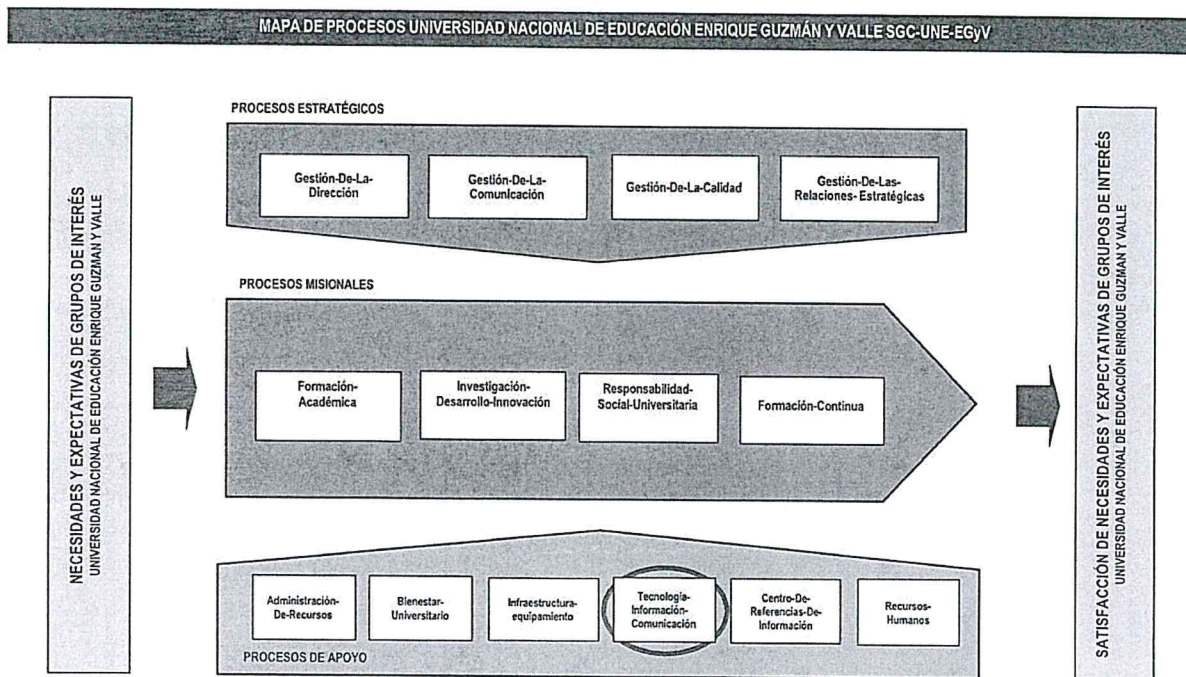 MAPA DE PROCESOS UNIVERSIDAD NACIONAL DE EDUCACIÓN ENRIQUE GUZMÁN Y VALLE SGC-UNE-EGyV
NECESIDADES Y EXPECTATIVAS DE GRUPOS DE INTERÉS
UNIVERSIDAD NACIONAL DE EDUCACIÓN ENRIQUE GUZMAN Y VALLE
PROCESOS ESTRATÉGICOS
Gestión-De-La-
Dirección
Gestión-De-La-
Comunicación
Gestión-De-La-Calidad
Gestión-De-Las-
Relaciones- Estratégicas
PROCESOS MISIONALES
Formación-
Académica
Investigación-
Desarrollo-Innovación
Responsabilidad-
Social-Universitaria
Formación-Continua
Administración-
De-Recursos
Bienestar-
Universitario
Infraestructura-
equipamiento
Tecnología-
Información-
Comunicación
Centro-De-
Referencias-De-
Información
Recursos-
Humanos
PROCESOS DE APOYO
SATISFACCIÓN DE NECESIDADES Y EXPECTATIVAS DE GRUPOS DE INTERÉS
UNIVERSIDAD NACIONAL DE EDUCACIÓN ENRIQUE GUZMAN Y VALLE